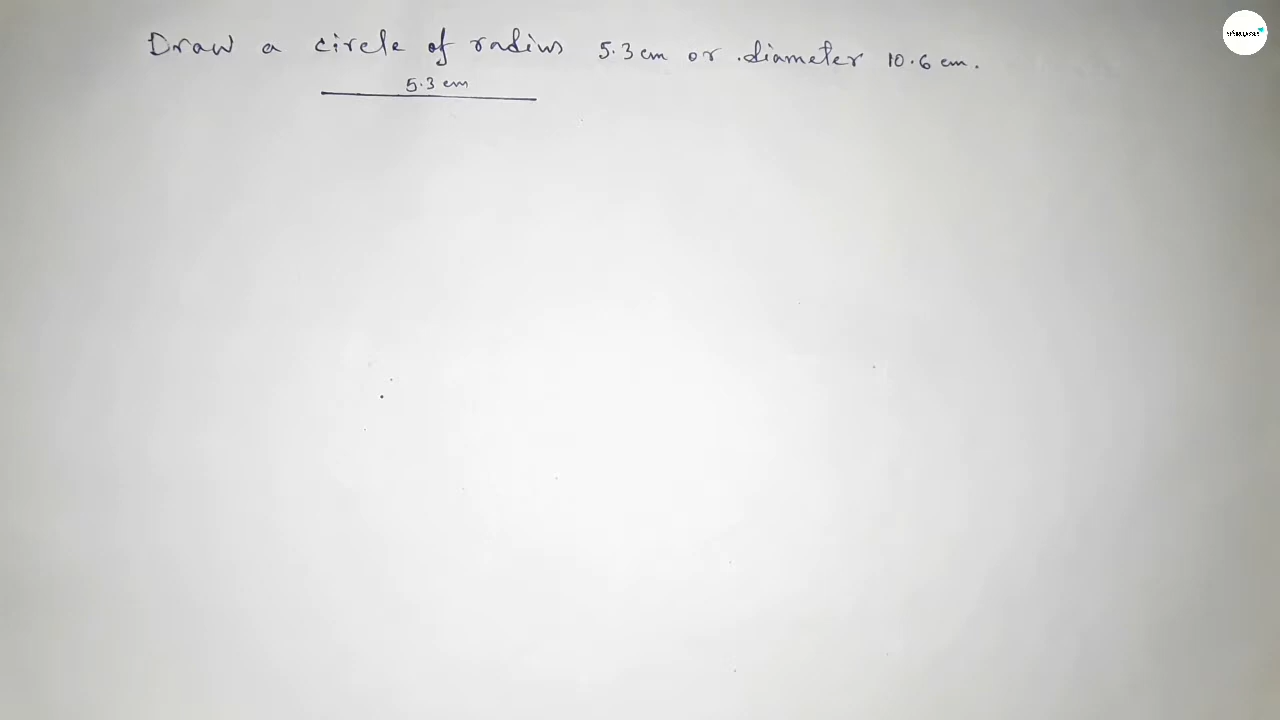 Draw a circle of radius 5.3 cm or diameter 10.6 cm.
5.3 cm